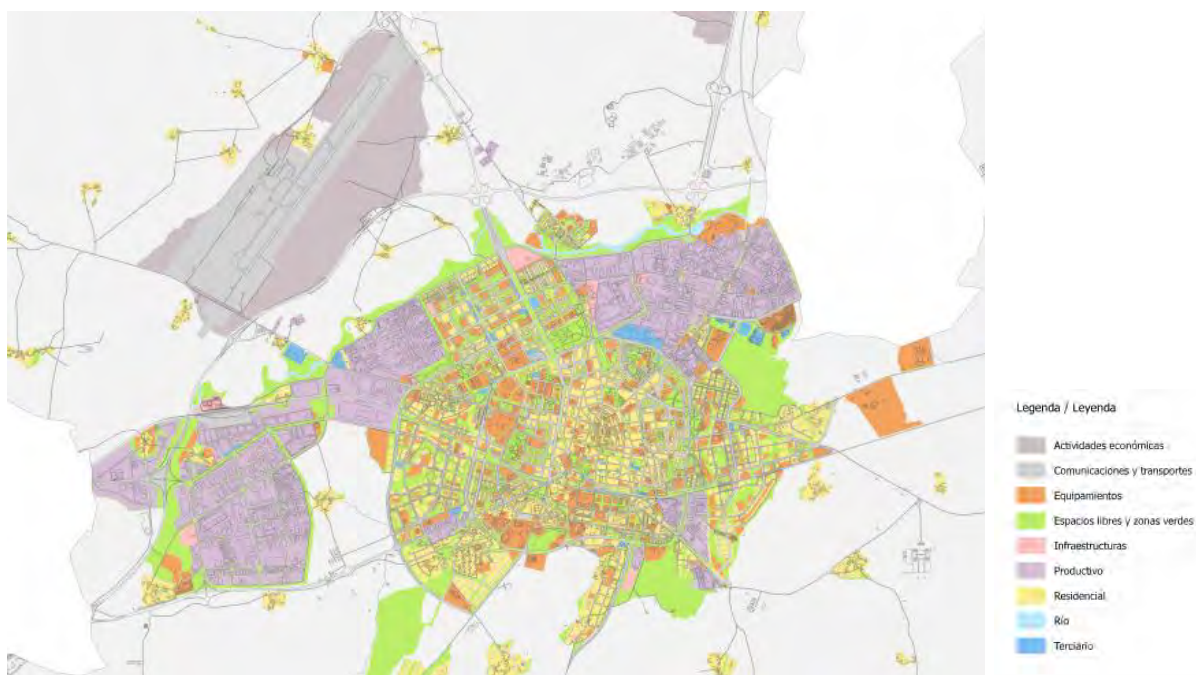 Legenda / Leyenda
Actividades económicas
Comunicaciones y transportes
Equipamientos
Espacios libres y zonas verdes
Infraestructuras
Productivo
Residencial
Río
Terciario